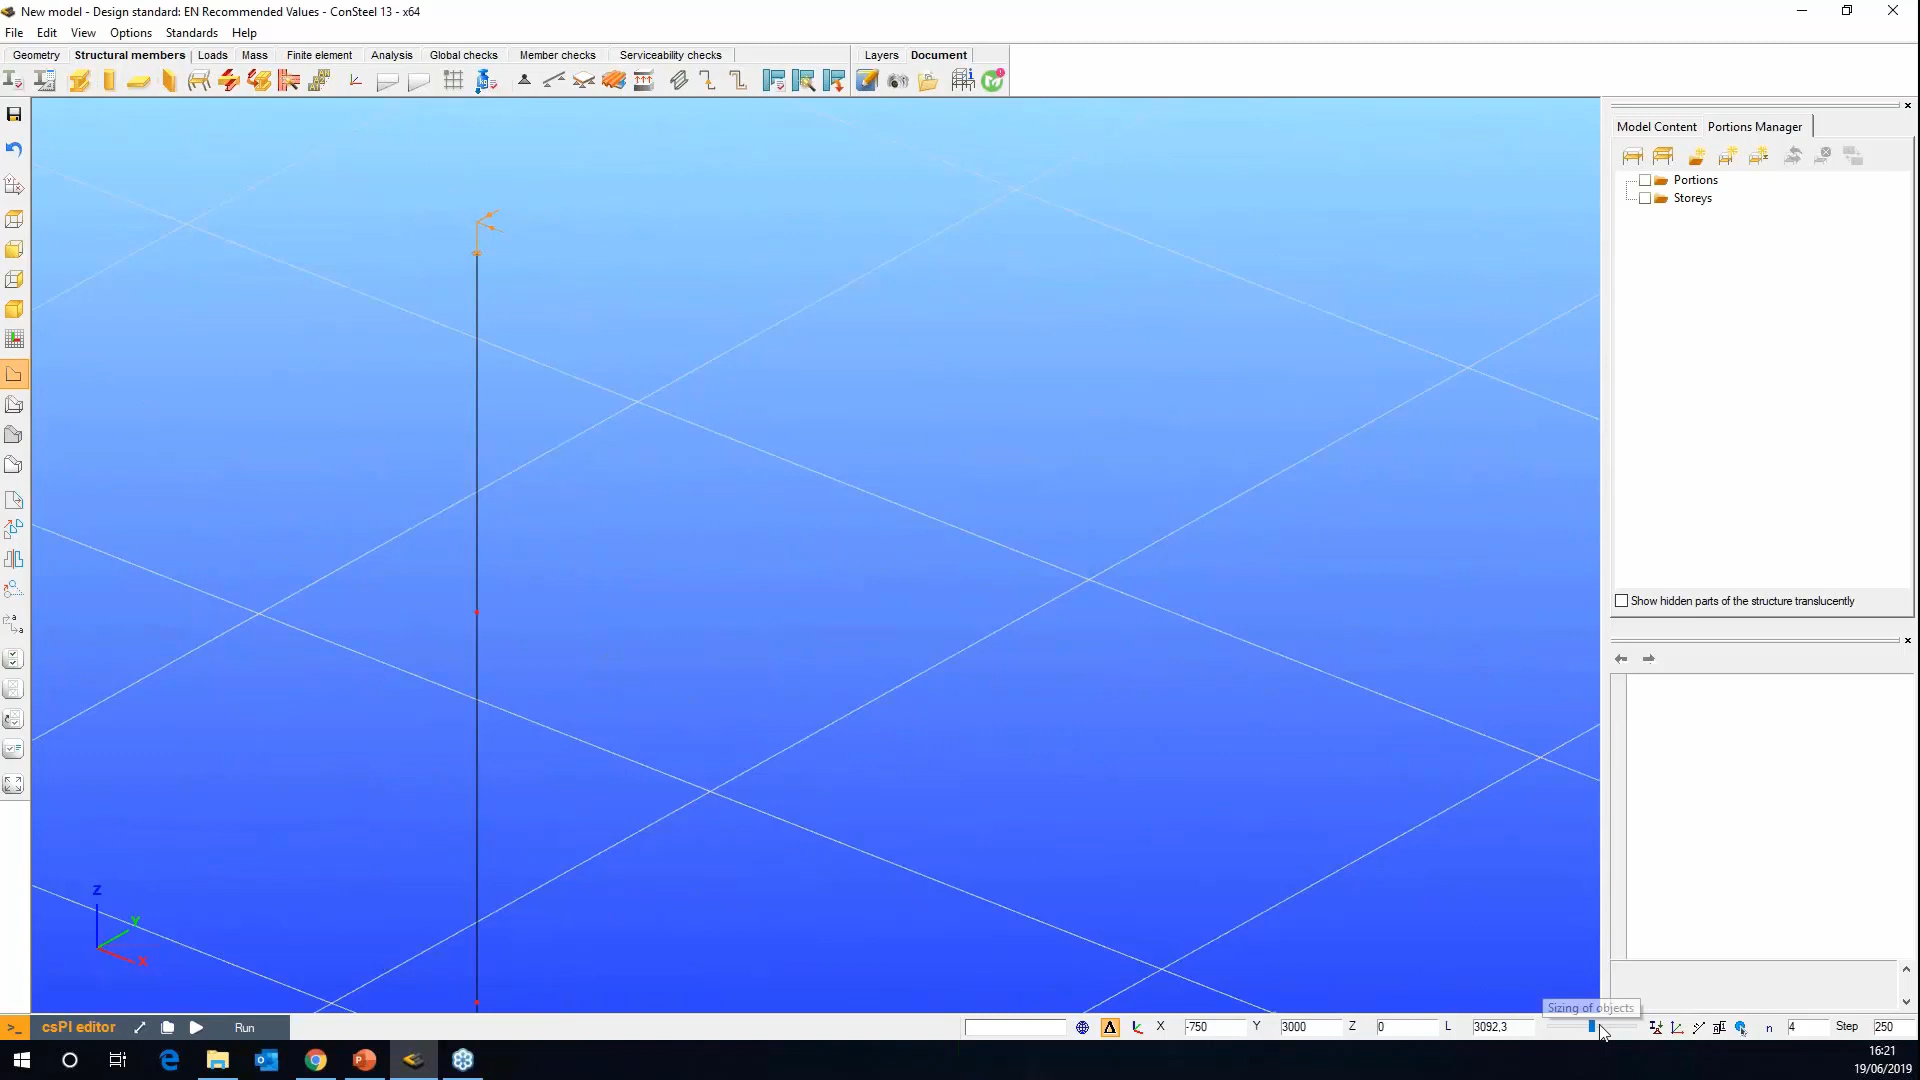 New model - Design standard: EN Recommended Values - ConSteel 13 - x64
File Edit View Options Standards Help
Geometry Structural members Loads Mass Finite element Analysis Global checks Member checks Serviceability checks Layers Document
Model Content Portions Manager
Portions
Storeys
Show hidden parts of the structure translucently
Z
Y
X
Sizing of objects
>_ csPI editor Run X -750 Y 3000 Z 0 L 3092,3 n 4 Step 250
16:21
19/06/2019